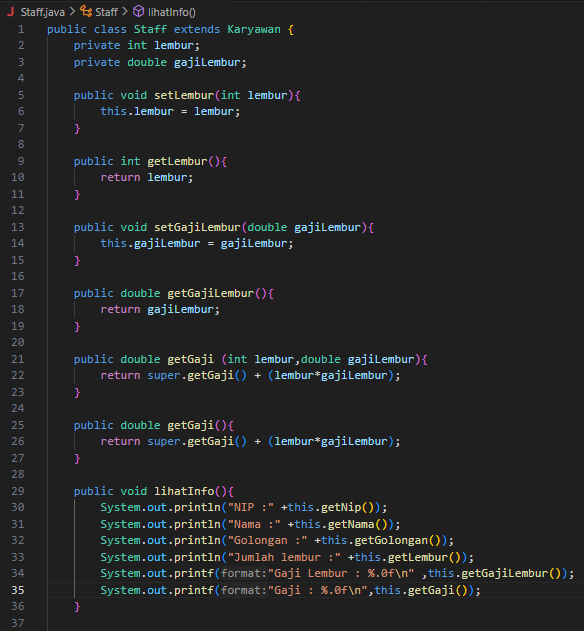 Staff.java > Staff > lihatInfo()
1 public class Staff extends Karyawan {
2 private int lembur;
3 private double gajiLembur;
4
5 public void setLembur(int lembur){
6 this.lembur = lembur;
7 }
8
9 public int getLembur(){
10 return lembur;
11 }
12
13 public void setGajiLembur(double gajiLembur){
14 this.gajiLembur = gajiLembur;
15 }
16
17 public double getGajiLembur(){
18 return gajiLembur;
19 }
20
21 public double getGaji (int lembur,double gajiLembur){
22 return super.getGaji() + (lembur*gajiLembur);
23 }
24
25 public double getGaji(){
26 return super.getGaji() + (lembur*gajiLembur);
27 }
28
29 public void lihatInfo(){
30 System.out.println("NIP :" +this.getNip());
31 System.out.println("Nama :" +this.getNama());
32 System.out.println("Golongan :" +this.getGolongan());
33 System.out.println("Jumlah lembur :" +this.getLembur());
34 System.out.printf(format:"Gaji Lembur : %.0f\n" ,this.getGajiLembur());
35 System.out.printf(format:"Gaji : %.0f\n",this.getGaji());
36 }
37